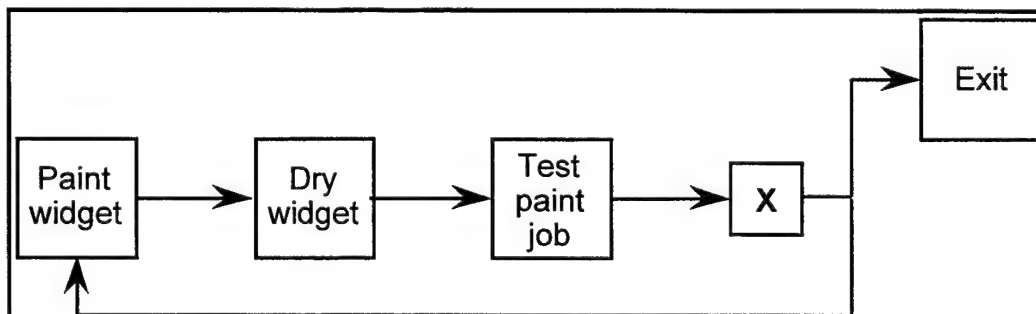 Paint
widget
Dry
widget
Test
paint
job
X
Exit